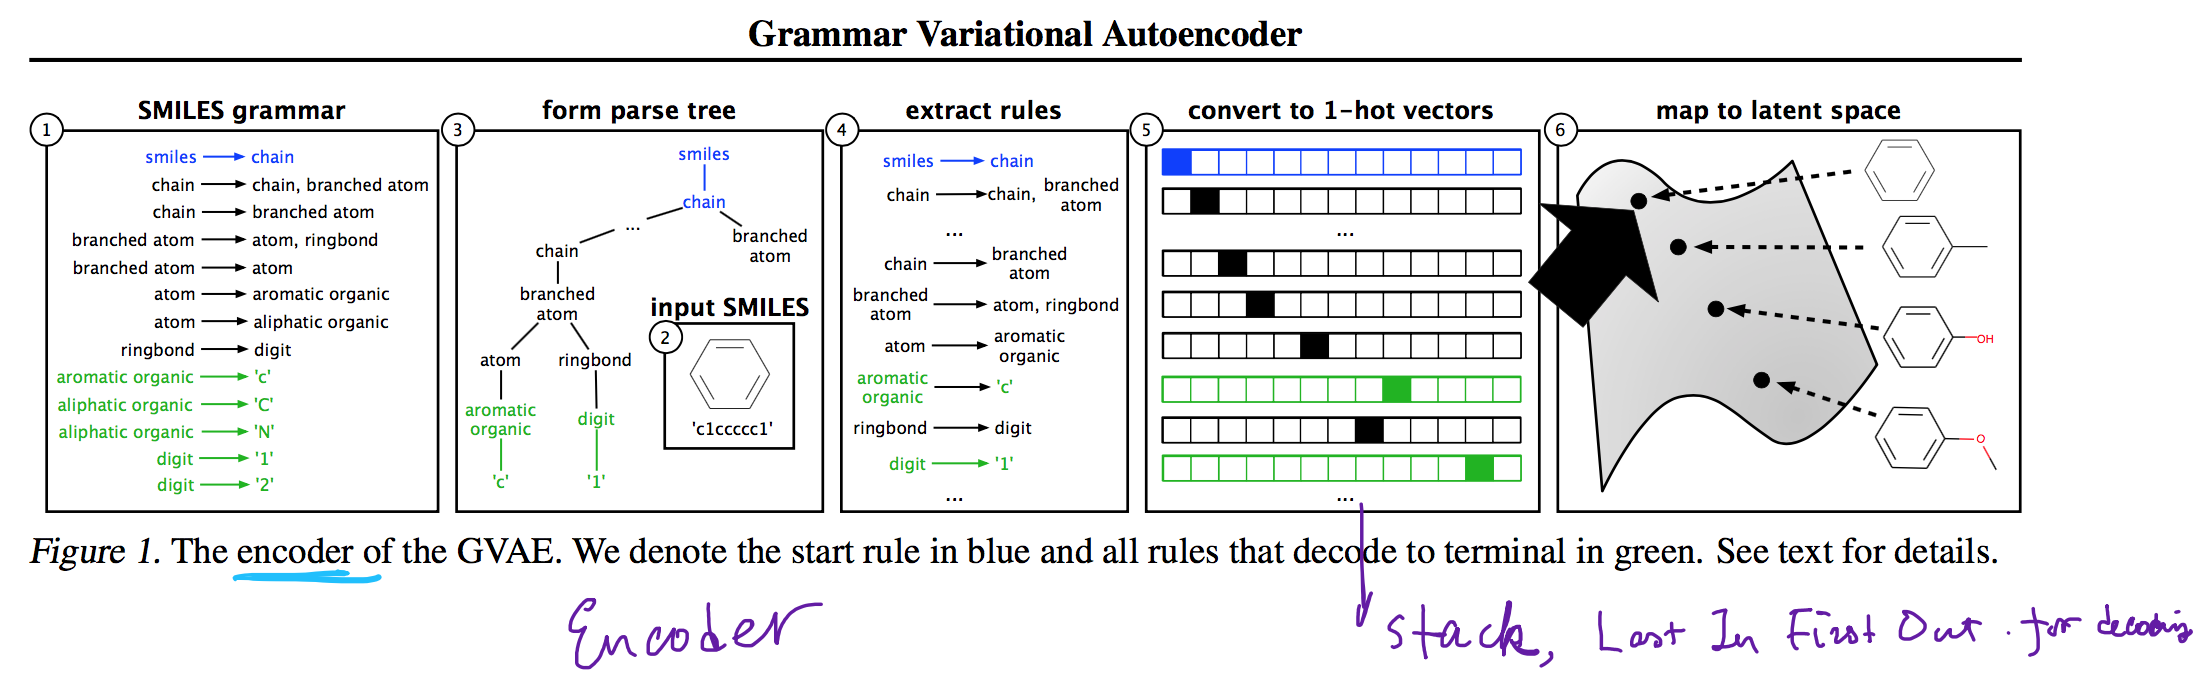 Grammar Variational Autoencoder
SMILES grammar
1
smiles chain
chain chain, branched atom
chain branched atom
branched atom atom, ringbond
branched atom atom
atom aromatic organic
atom aliphatic organic
ringbond digit
aromatic organic 'c'
aliphatic organic 'C'
aliphatic organic 'N'
digit '1'
digit '2'
form parse tree
3
smiles
chain
...
chain
branched
atom
branched
atom
atom ringbond
aromatic
organic
digit
'c' '1'
input SMILES
2
'c1ccccc1'
extract rules
4
smiles chain
chain chain, branched
atom
...
chain branched
atom
branched
atom atom, ringbond
atom aromatic
organic
aromatic
organic 'c'
ringbond digit
digit '1'
...
convert to 1-hot vectors
5
...
...
map to latent space
6
OH
O
Figure 1. The encoder of the GVAE. We denote the start rule in blue and all rules that decode to terminal in green. See text for details.
Encoder
stack, Last In First Out . for decoding